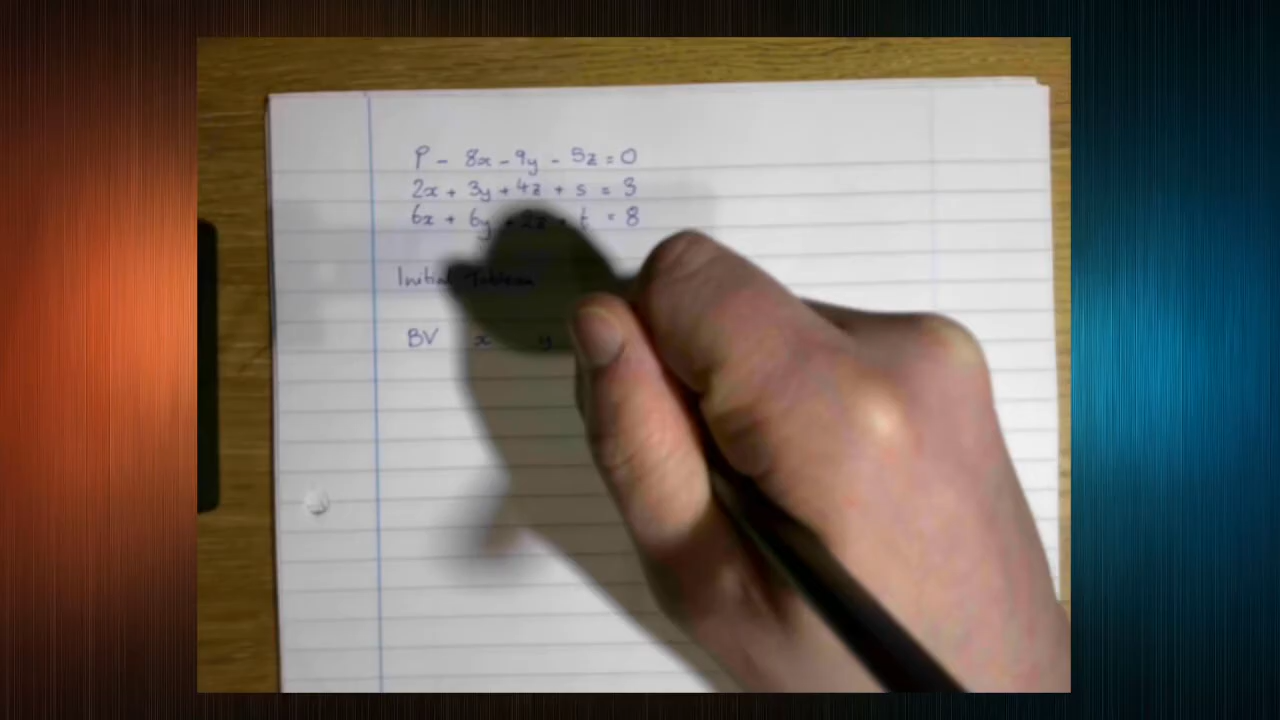 P - 8x - 9y - 5z = 0
2x + 3y + 4z + s = 3
6x + 6y + 2z + t = 8
Initial Tableau
BV x y